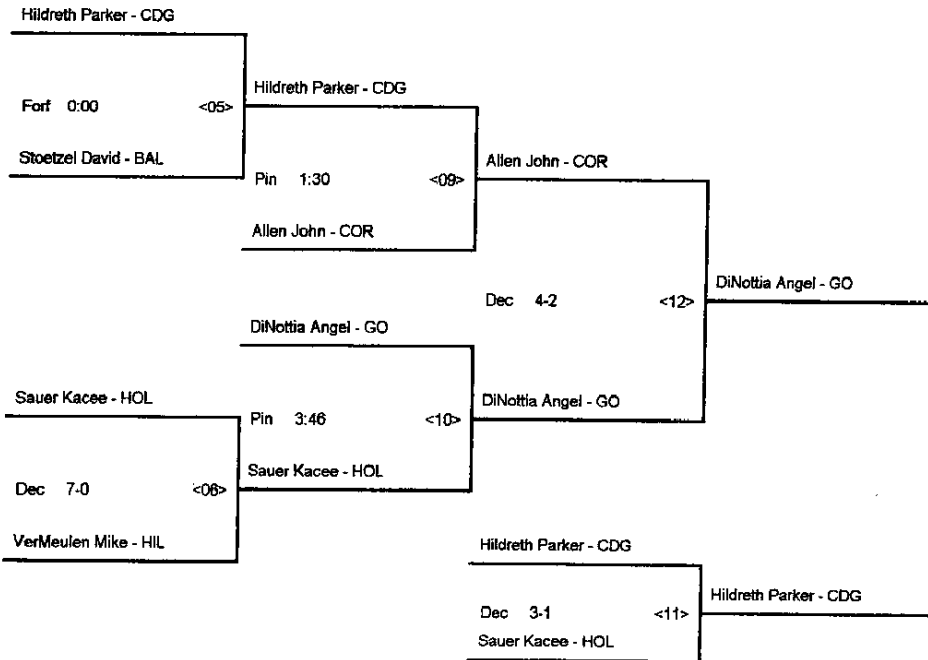 Hildreth Parker - CDG
Forf 0:00 <05>
Stoetzel David - BAL
Hildreth Parker - CDG
Pin 1:30 <09>
Allen John - COR
Allen John - COR
Dec 4-2 <12>
DiNottia Angel - GO
DiNottia Angel - GO
Sauer Kacee - HOL
Pin 3:46 <10>
DiNottia Angel - GO
Dec 7-0 <06>
Sauer Kacee - HOL
VerMeulen Mike - HIL
Hildreth Parker - CDG
Dec 3-1 <11>
Hildreth Parker - CDG
Sauer Kacee - HOL